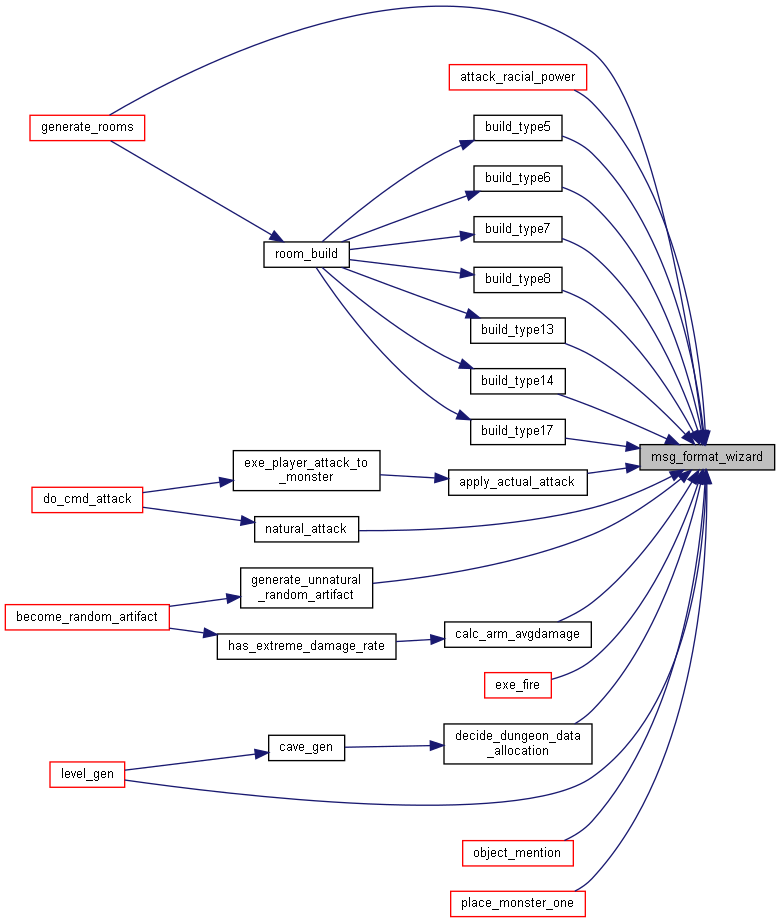 attack_racial_power
generate_rooms
build_type5
build_type6
build_type7
room_build
build_type8
build_type13
build_type14
build_type17
msg_format_wizard
exe_player_attack_to
_monster
apply_actual_attack
do_cmd_attack
natural_attack
generate_unnatural
_random_artifact
become_random_artifact
calc_arm_avgdamage
has_extreme_damage_rate
exe_fire
decide_dungeon_data
_allocation
cave_gen
level_gen
object_mention
place_monster_one